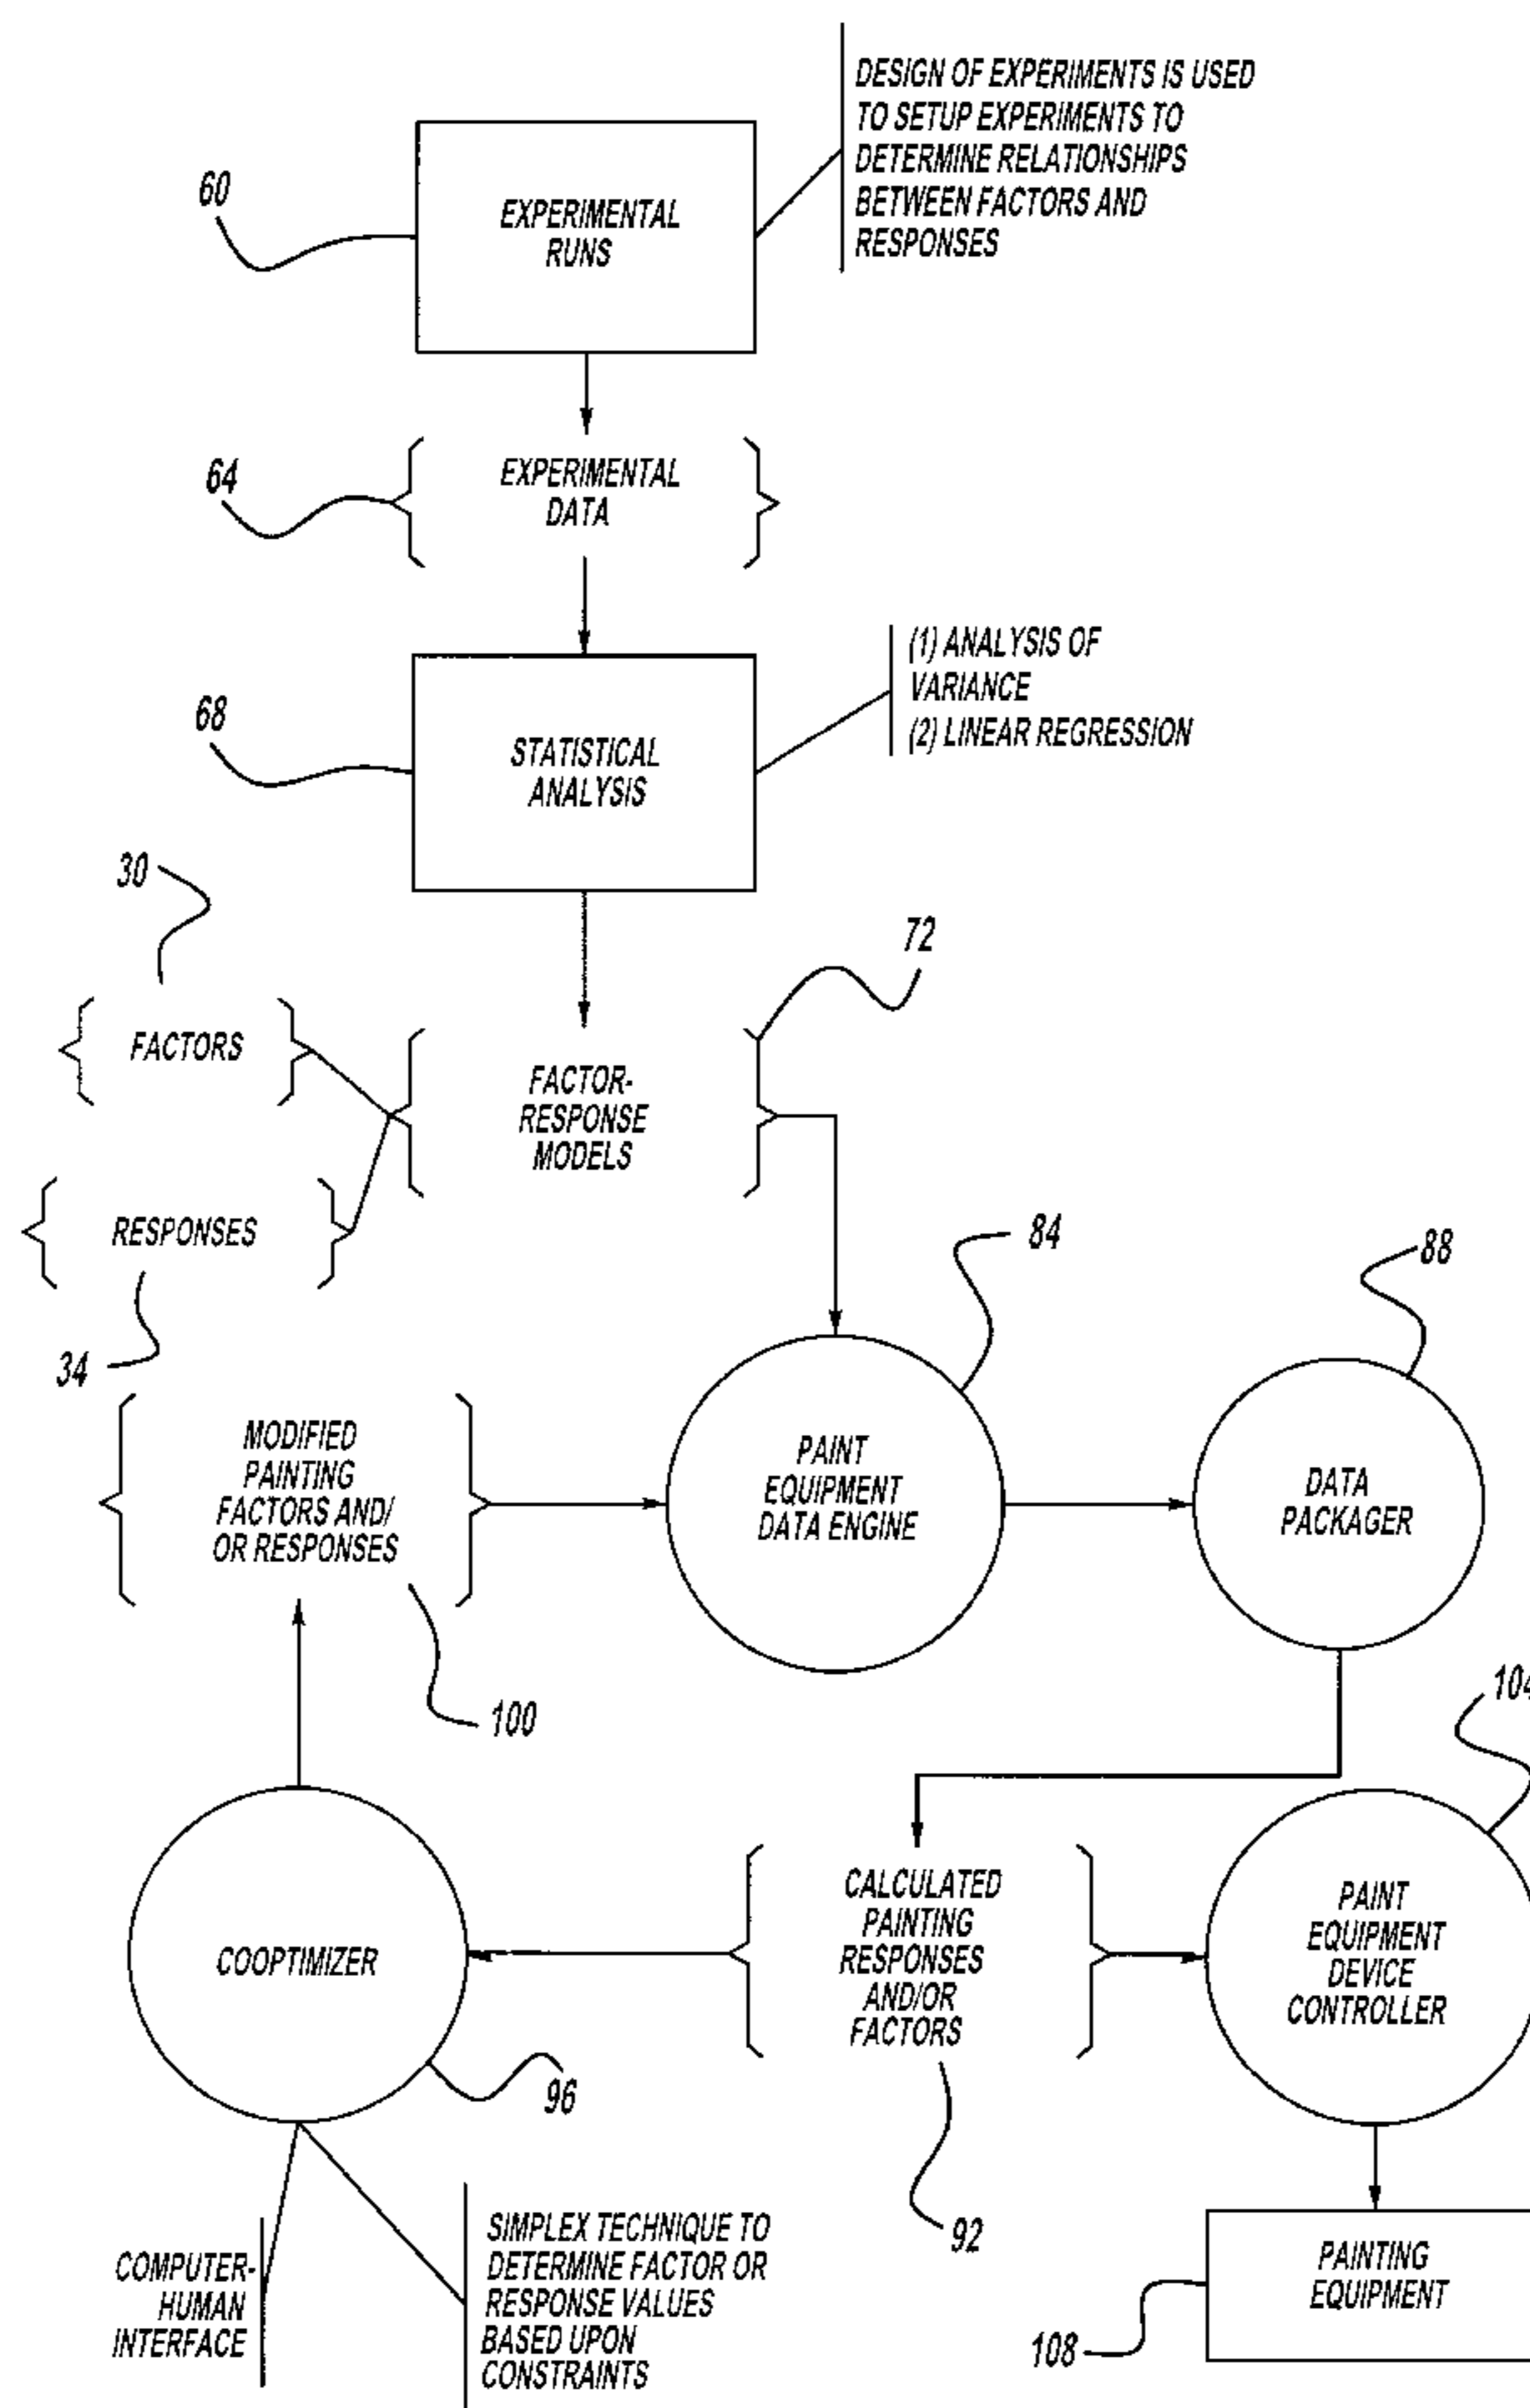 DESIGN OF EXPERIMENTS IS USED
TO SETUP EXPERIMENTS TO
DETERMINE RELATIONSHIPS
BETWEEN FACTORS AND
RESPONSES
60
EXPERIMENTAL
RUNS
64
EXPERIMENTAL
DATA
(1) ANALYSIS OF
VARIANCE
(2) LINEAR REGRESSION
68
STATISTICAL
ANALYSIS
30
72
FACTORS
FACTOR-
RESPONSE
MODELS
RESPONSES
34
84
88
MODIFIED
PAINTING
FACTORS AND/
OR RESPONSES
100
PAINT
EQUIPMENT
DATA ENGINE
DATA
PACKAGER
104
COOPTIMIZER
96
CALCULATED
PAINTING
RESPONSES
AND/OR
FACTORS
92
PAINT
EQUIPMENT
DEVICE
CONTROLLER
COMPUTER-
HUMAN
INTERFACE
SIMPLEX TECHNIQUE TO
DETERMINE FACTOR OR
RESPONSE VALUES
BASED UPON
CONSTRAINTS
PAINTING
EQUIPMENT
108